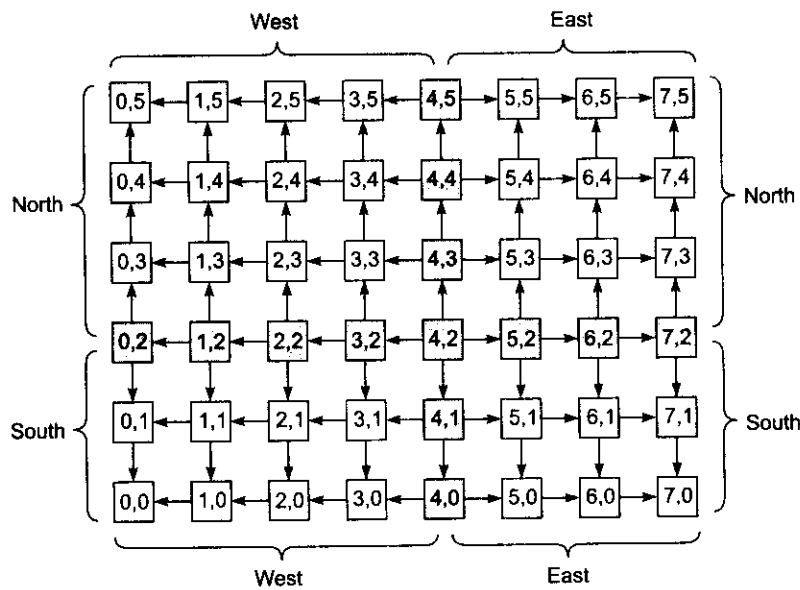 West East
0,5 1,5 2,5 3,5 4,5 5,5 6,5 7,5
0,4 1,4 2,4 3,4 4,4 5,4 6,4 7,4
North North
0,3 1,3 2,3 3,3 4,3 5,3 6,3 7,3
0,2 1,2 2,2 3,2 4,2 5,2 6,2 7,2
0,1 1,1 2,1 3,1 4,1 5,1 6,1 7,1
South South
0,0 1,0 2,0 3,0 4,0 5,0 6,0 7,0
West East